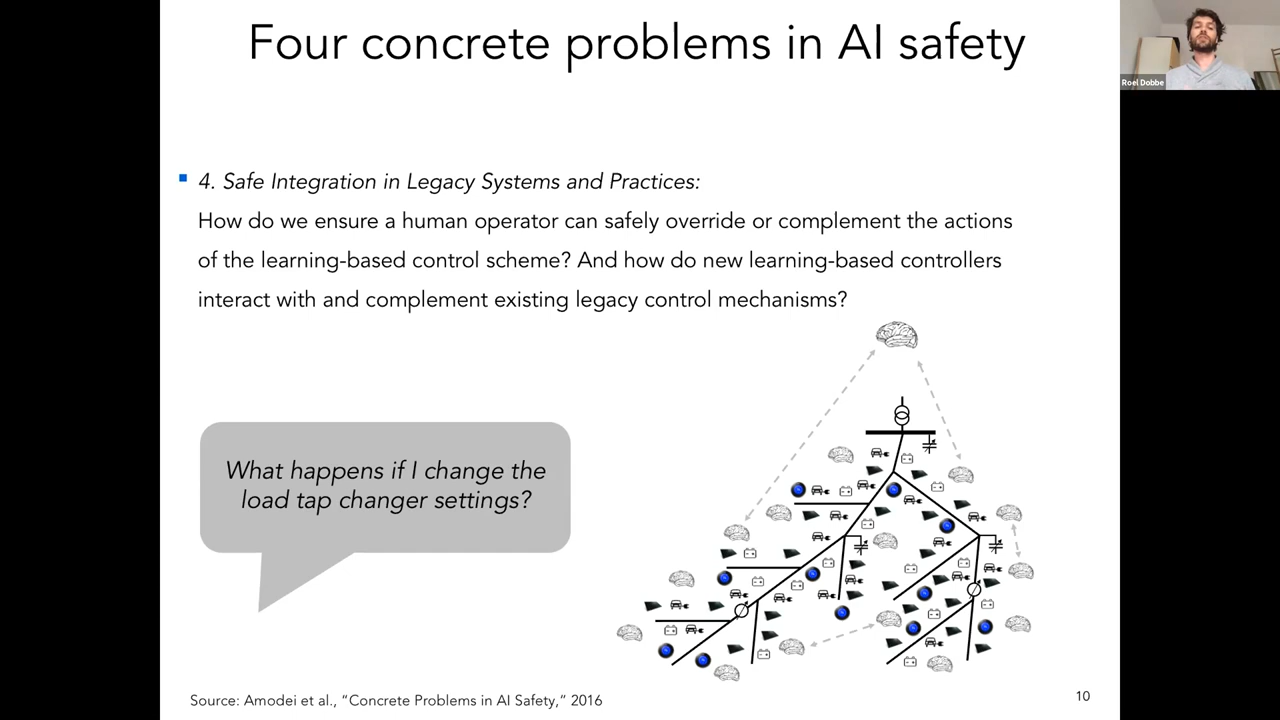 Four concrete problems in AI safety
Roel Dobbe
4. Safe Integration in Legacy Systems and Practices:
How do we ensure a human operator can safely override or complement the actions
of the learning-based control scheme? And how do new learning-based controllers
interact with and complement existing legacy control mechanisms?
What happens if I change the
load tap changer settings?
Source: Amodei et al., “Concrete Problems in AI Safety,” 2016
10